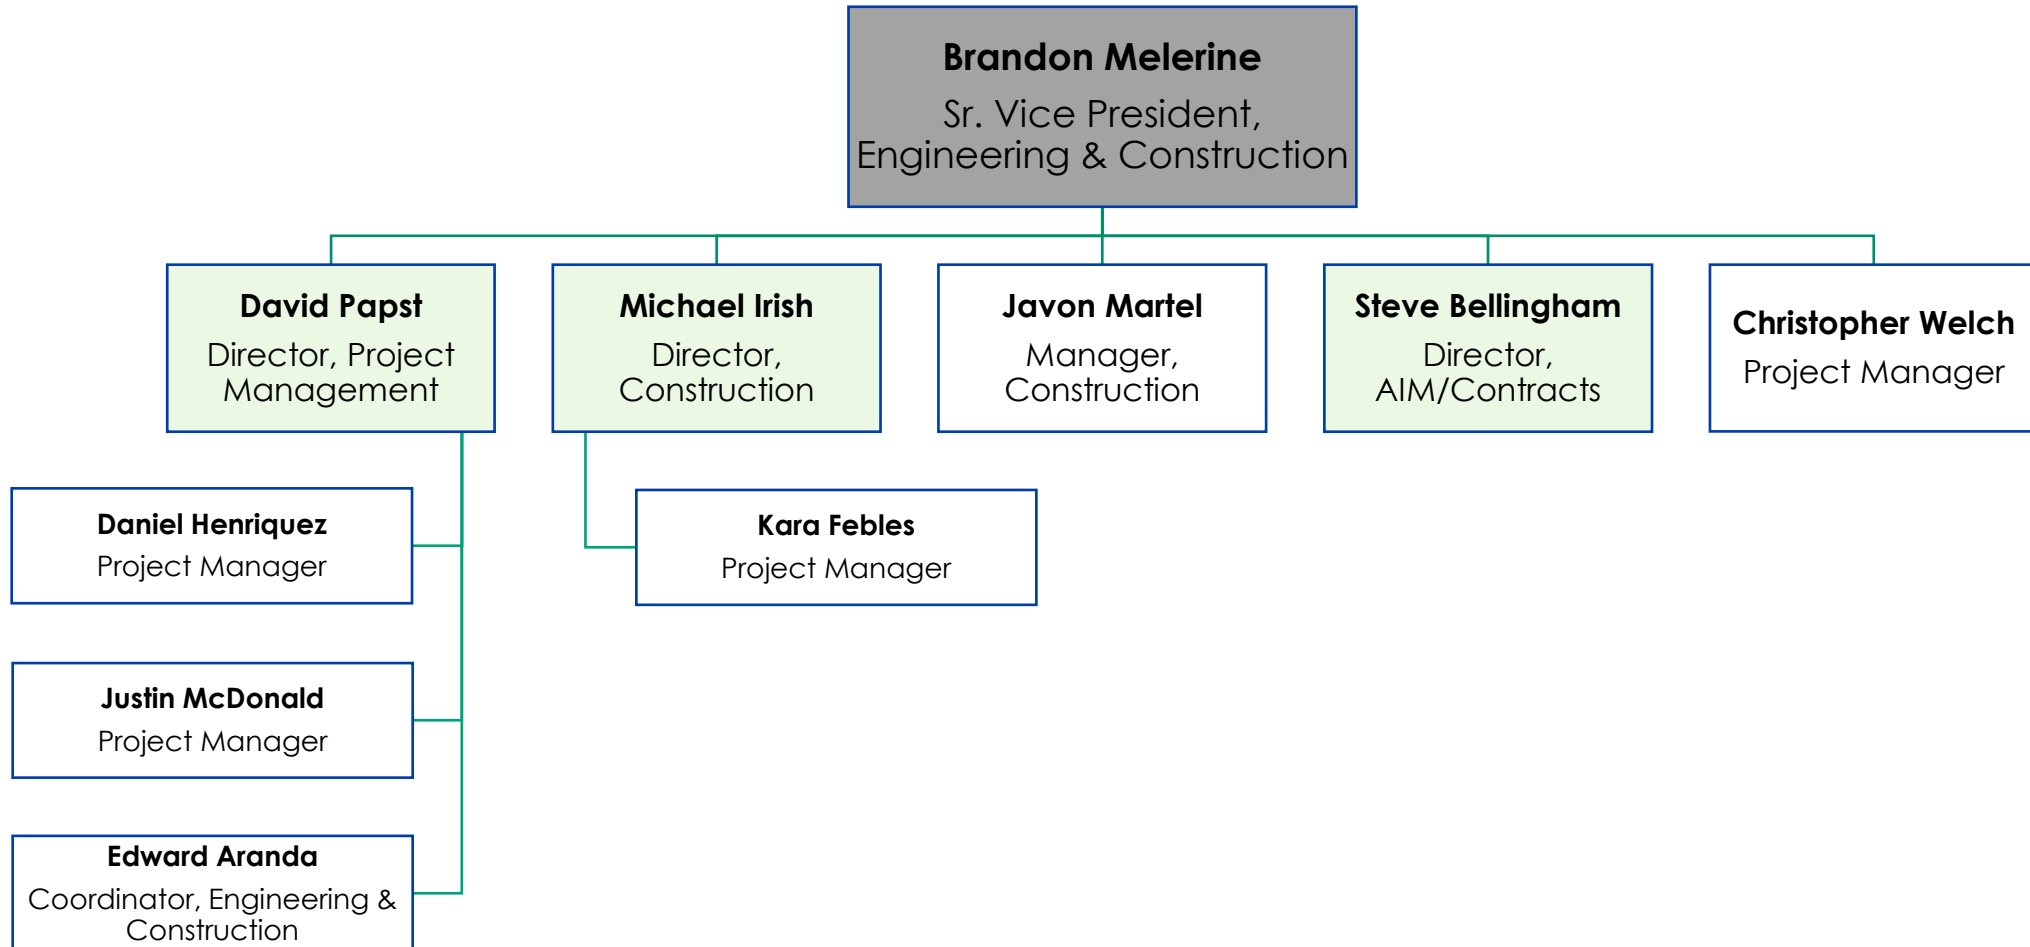 Brandon Melerine
Sr. Vice President,
Engineering & Construction
David Papst
Director, Project
Management
Michael Irish
Director,
Construction
Javon Martel
Manager,
Construction
Steve Bellingham
Director,
AIM/Contracts
Christopher Welch
Project Manager
Daniel Henriquez
Project Manager
Kara Febles
Project Manager
Justin McDonald
Project Manager
Edward Aranda
Coordinator, Engineering &
Construction